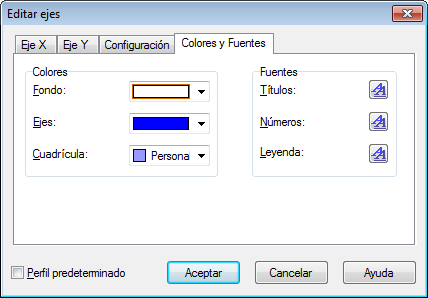 Editar ejes
Eje X Eje Y Configuración Colores y Fuentes
Colores Fuentes
Fondo: Títulos:
Ejes: Números:
Cuadrícula: Persona Leyenda:
Perfil predeterminado Aceptar Cancelar Ayuda